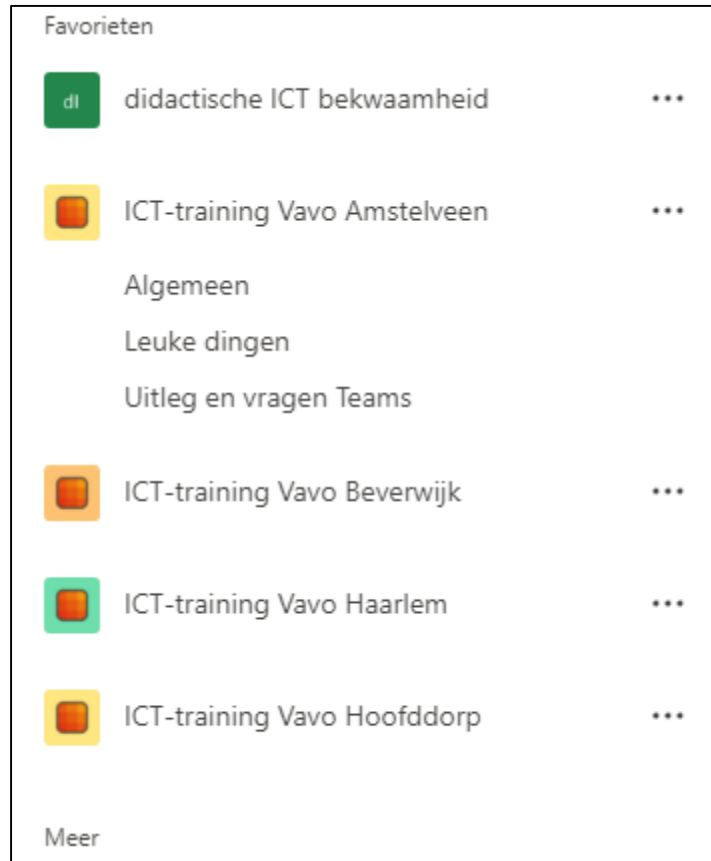 Favorieten
dI didactische ICT bekwaamheid
ICT-training Vavo Amstelveen
Algemeen
Leuke dingen
Uitleg en vragen Teams
ICT-training Vavo Beverwijk
ICT-training Vavo Haarlem
ICT-training Vavo Hoofddorp
Meer